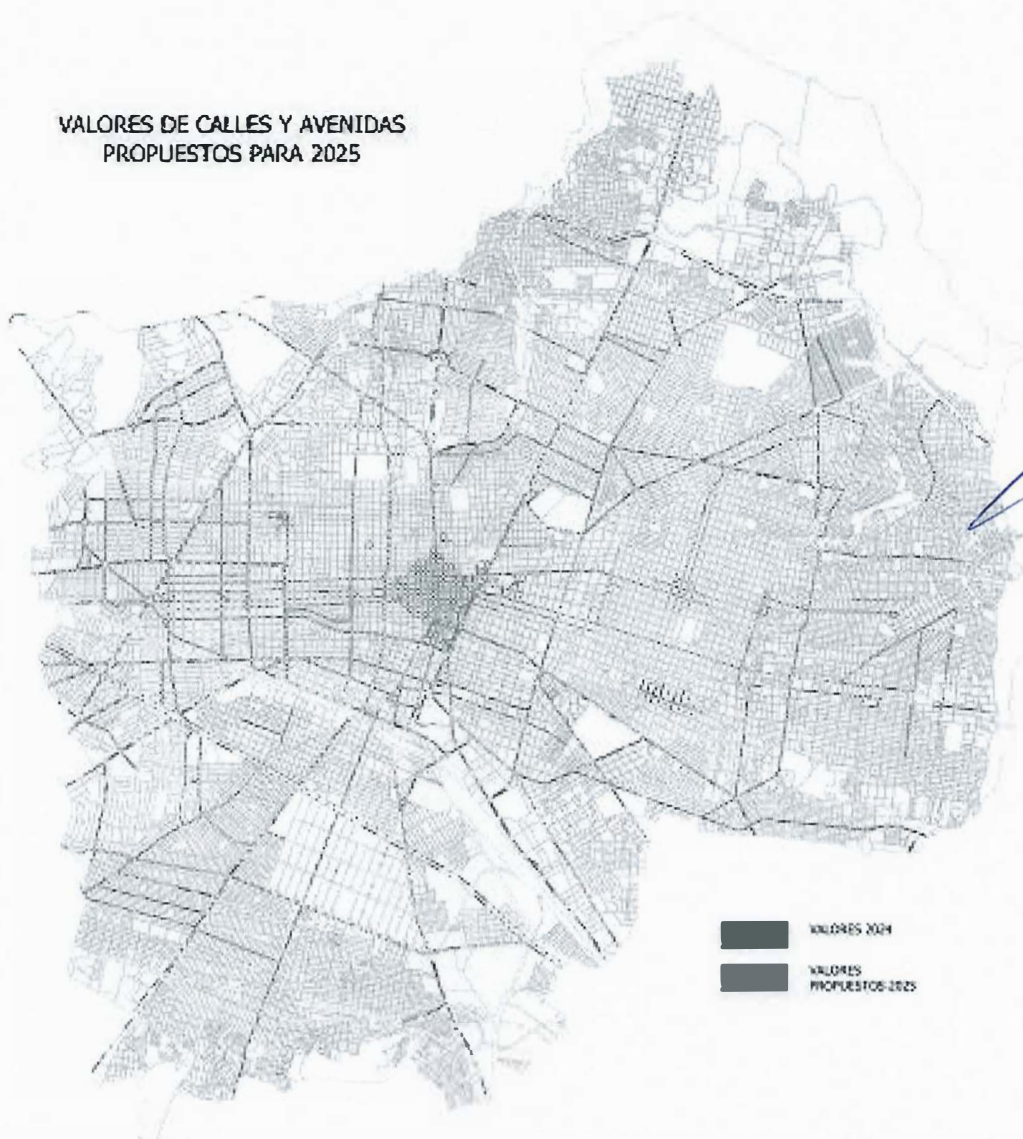 VALORES DE CALLES Y AVENIDAS
PROPUESTOS PARA 2025
VALORES 2024
VALORES
PROPUESTOS 2025